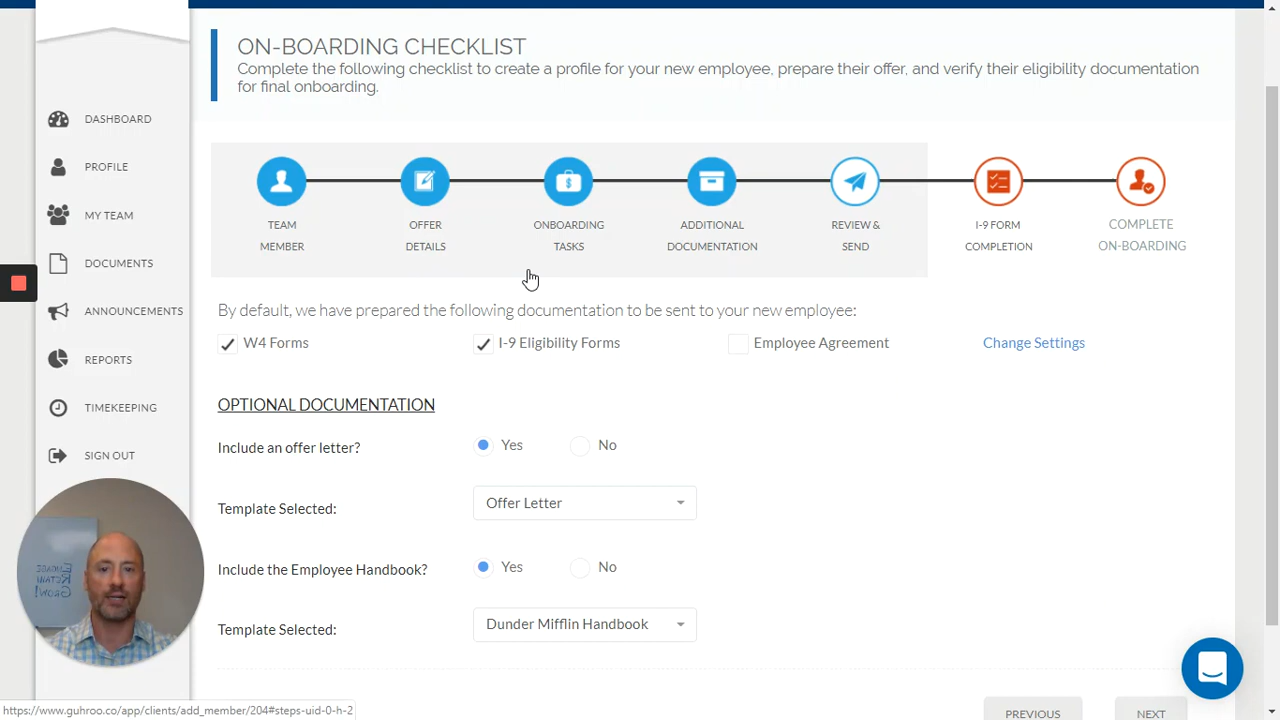 ON-BOARDING CHECKLIST
Complete the following checklist to create a profile for your new employee, prepare their offer, and verify their eligibility documentation
for final onboarding.
DASHBOARD
PROFILE
MY TEAM
DOCUMENTS
ANNOUNCEMENTS
REPORTS
TIMEKEEPING
SIGN OUT
TEAM
MEMBER
OFFER
DETAILS
ONBOARDING
TASKS
ADDITIONAL
DOCUMENTATION
REVIEW &
SEND
I-9 FORM
COMPLETION
COMPLETE
ON-BOARDING
By default, we have prepared the following documentation to be sent to your new employee:
W4 Forms
I-9 Eligibility Forms
Employee Agreement
Change Settings
OPTIONAL DOCUMENTATION
Include an offer letter?
Yes
No
Template Selected:
Offer Letter
Include the Employee Handbook?
Yes
No
Template Selected:
Dunder Mifflin Handbook
PREVIOUS
NEXT
ENGAGE
RETAIN
GROW!
https://www.guhroo.co/app/clients/add_member/204#steps-uid-0-h-2